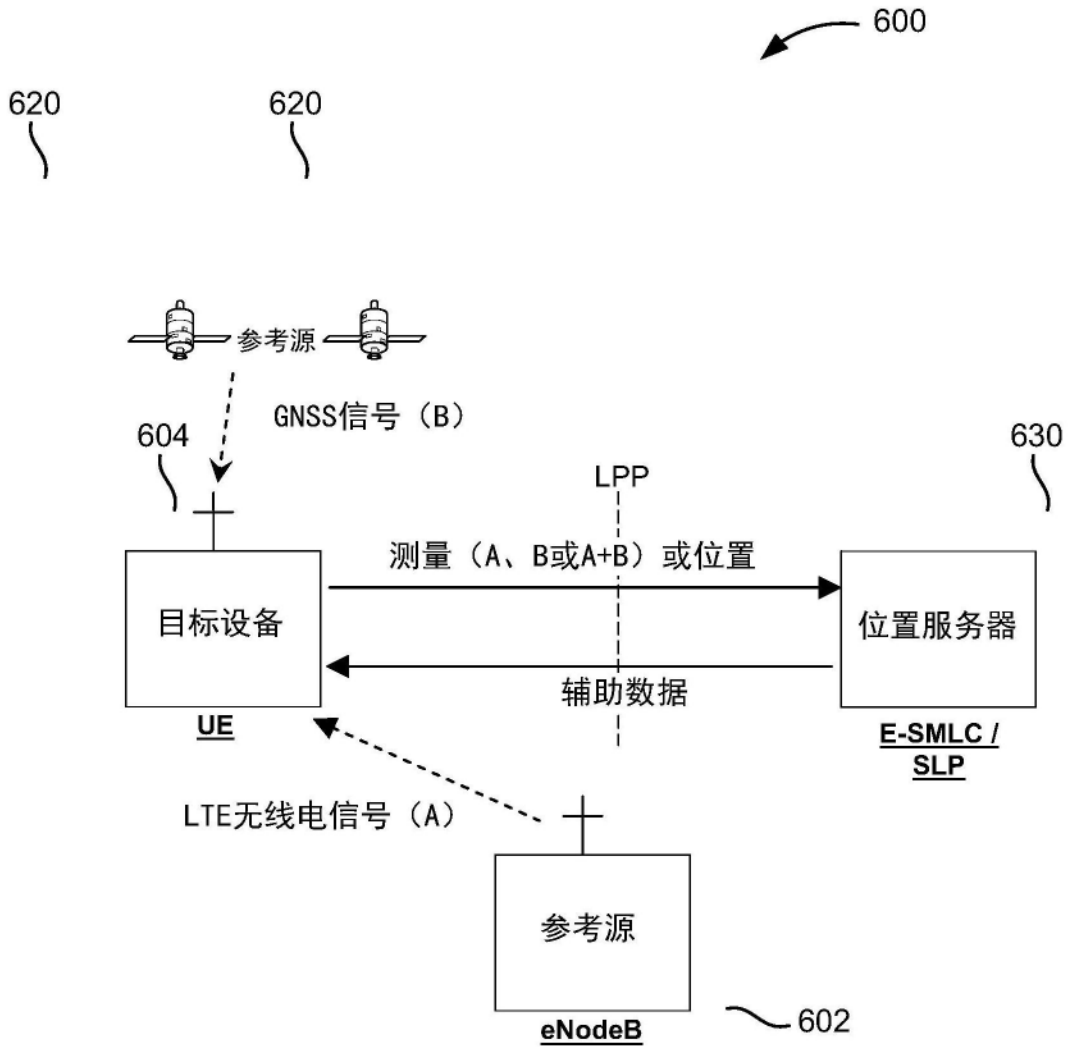 600
620
620
参考源
GNSS信号（B）
604
630
LPP
测量（A、B或A+B）或位置
目标设备
位置服务器
辅助数据
UE
E-SMLC /
SLP
LTE无线电信号（A）
参考源
eNodeB
602